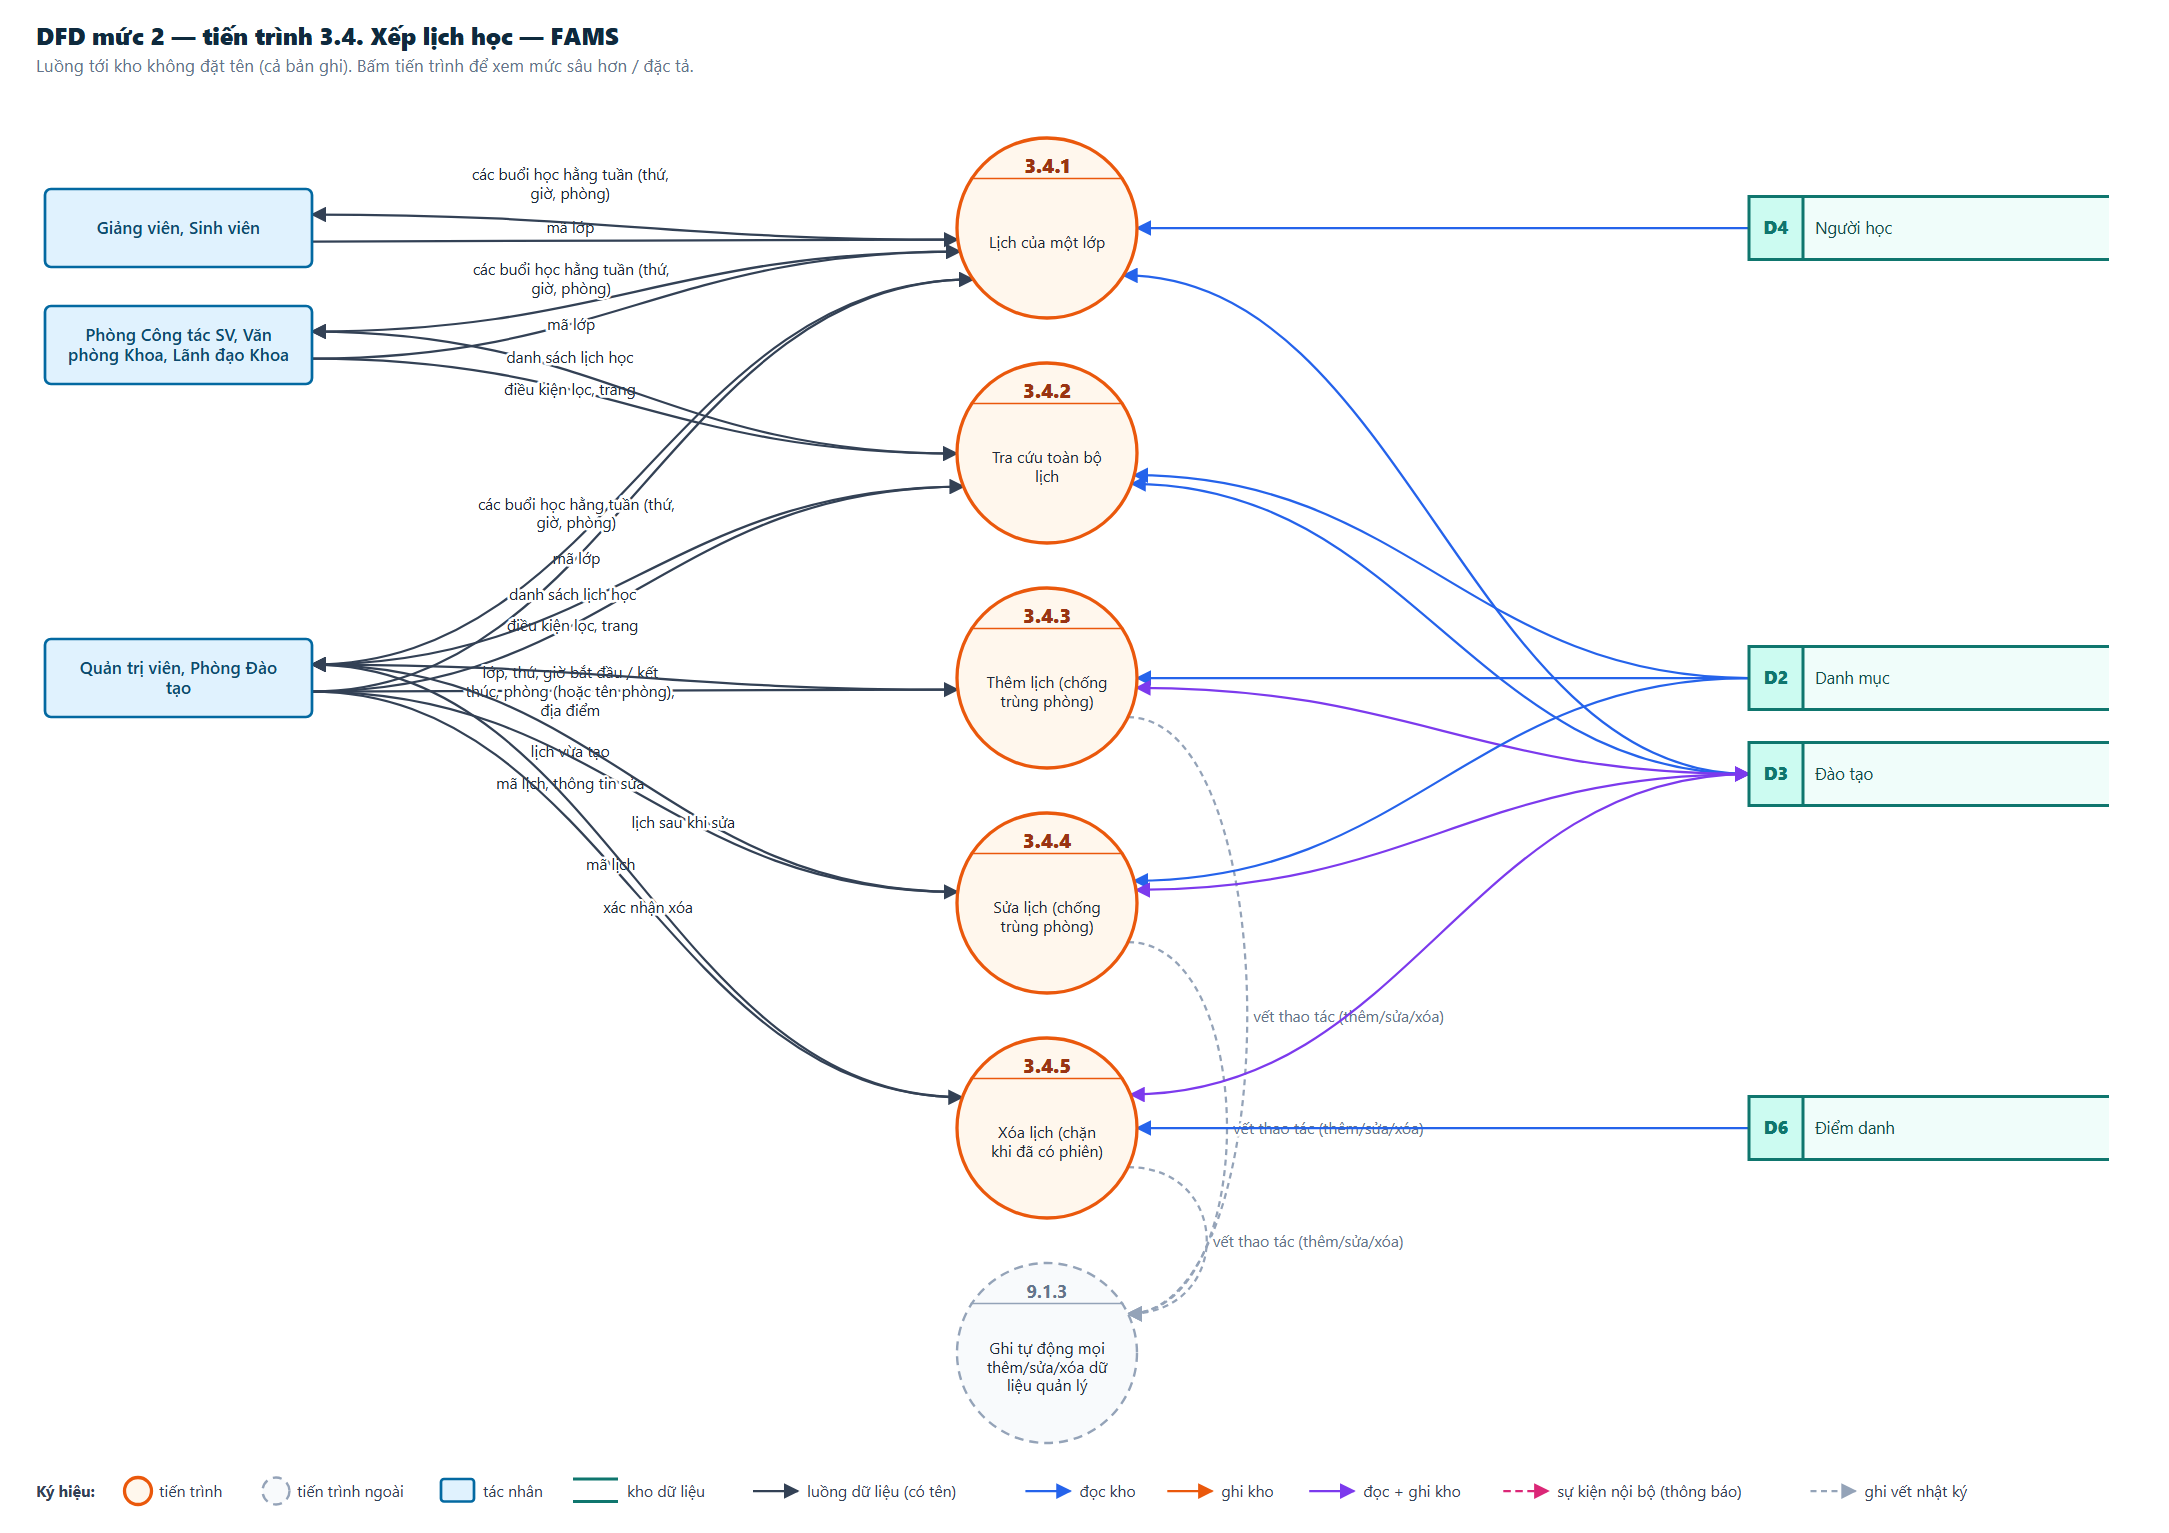 DFD mức 2 — tiến trình 3.4. Xếp lịch học — FAMS
Luồng tới kho không đặt tên (cả bản ghi). Bấm tiến trình để xem mức sâu hơn / đặc tả.
Giảng viên, Sinh viên
Phòng Công tác SV, Văn
phòng Khoa, Lãnh đạo Khoa
Quản trị viên, Phòng Đào
tạo
các buổi học hằng tuần (thứ,
giờ, phòng)
mã lớp
các buổi học hằng tuần (thứ,
giờ, phòng)
mã lớp
danh sách lịch học
điều kiện lọc, trang
các buổi học hằng tuần (thứ,
giờ, phòng)
mã lớp
danh sách lịch học
điều kiện lọc, trang
lớp, thứ, giờ bắt đầu / kết
thúc, phòng (hoặc tên phòng),
địa điểm
lịch vừa tạo
mã lịch, thông tin sửa
lịch sau khi sửa
mã lịch
xác nhận xóa
3.4.1
Lịch của một lớp
3.4.2
Tra cứu toàn bộ
lịch
3.4.3
Thêm lịch (chống
trùng phòng)
3.4.4
Sửa lịch (chống
trùng phòng)
3.4.5
Xóa lịch (chặn
khi đã có phiên)
9.1.3
Ghi tự động mọi
thêm/sửa/xóa dữ
liệu quản lý
vết thao tác (thêm/sửa/xóa)
vết thao tác (thêm/sửa/xóa)
vết thao tác (thêm/sửa/xóa)
D4 Người học
D2 Danh mục
D3 Đào tạo
D6 Điểm danh
Ký hiệu: tiến trình tiến trình ngoài tác nhân kho dữ liệu luồng dữ liệu (có tên) đọc kho ghi kho đọc + ghi kho sự kiện nội bộ (thông báo) ghi vết nhật ký